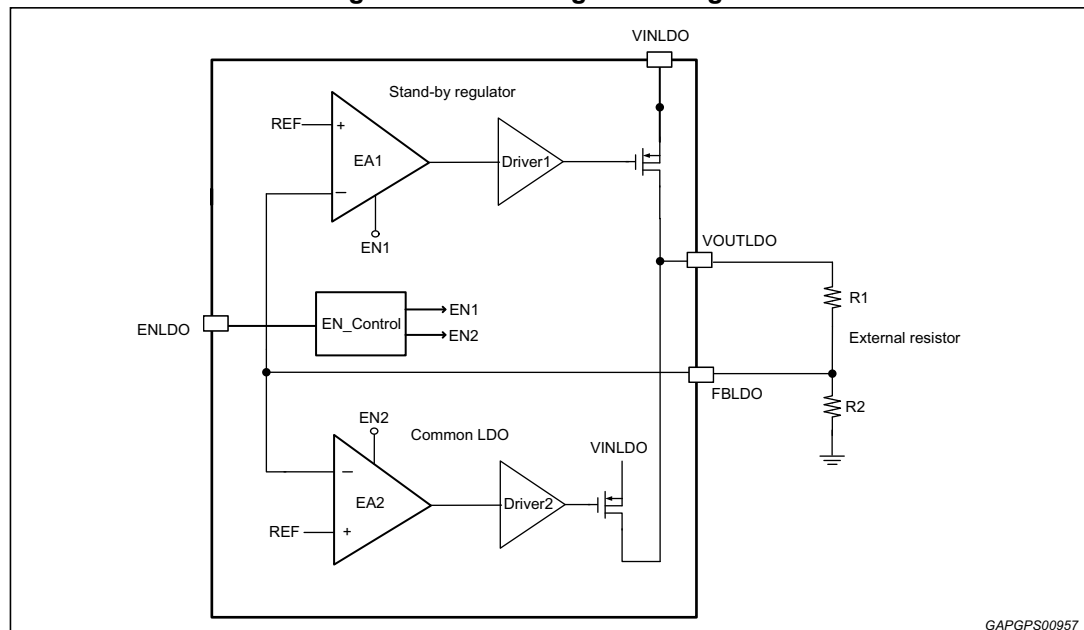 VINLDO
Stand-by regulator
REF
+
EA1
Driver1
−
EN1
VOUTLDO
R1
EN1
ENLDO
EN_Control
EN2
External resistor
FBLDO
R2
EN2
Common LDO
VINLDO
−
EA2
Driver2
REF
+
GAPGPS00957